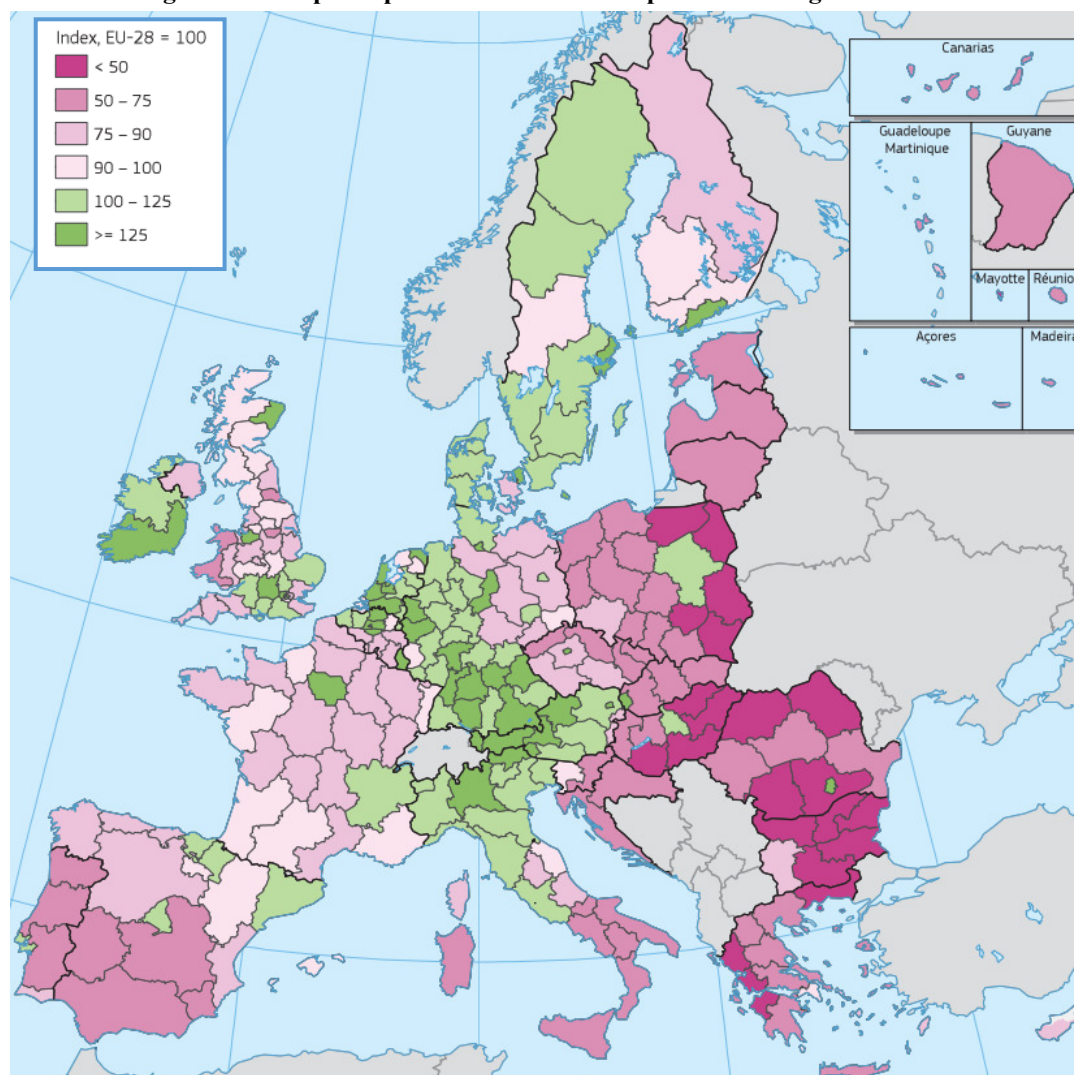 Index, EU-28 = 100
< 50
50 – 75
75 – 90
90 – 100
100 – 125
>= 125
Canarias
Guadeloupe
Martinique
Guyane
Mayotte
Réunio
Açores
Madeira